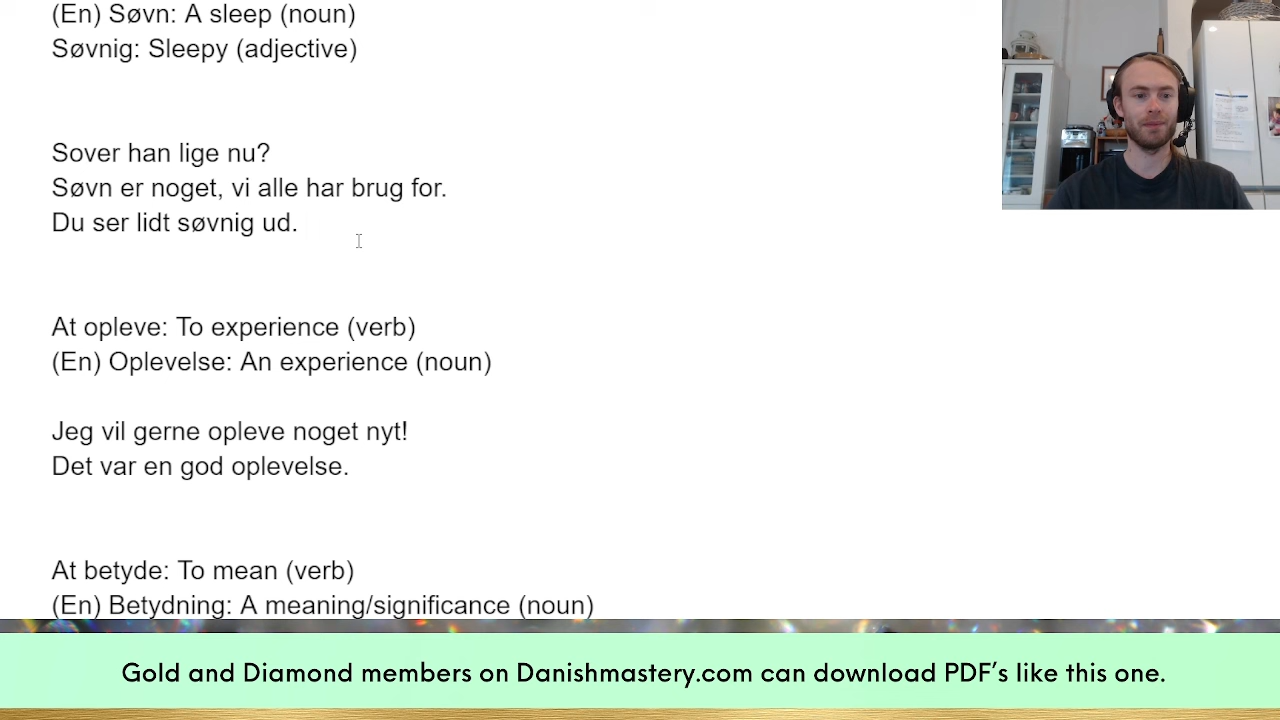 (En) Søvn: A sleep (noun)
Søvnig: Sleepy (adjective)
Sover han lige nu?
Søvn er noget, vi alle har brug for.
Du ser lidt søvnig ud.
At opleve: To experience (verb)
(En) Oplevelse: An experience (noun)
Jeg vil gerne opleve noget nyt!
Det var en god oplevelse.
At betyde: To mean (verb)
(En) Betydning: A meaning/significance (noun)
Gold and Diamond members on Danishmastery.com can download PDF’s like this one.